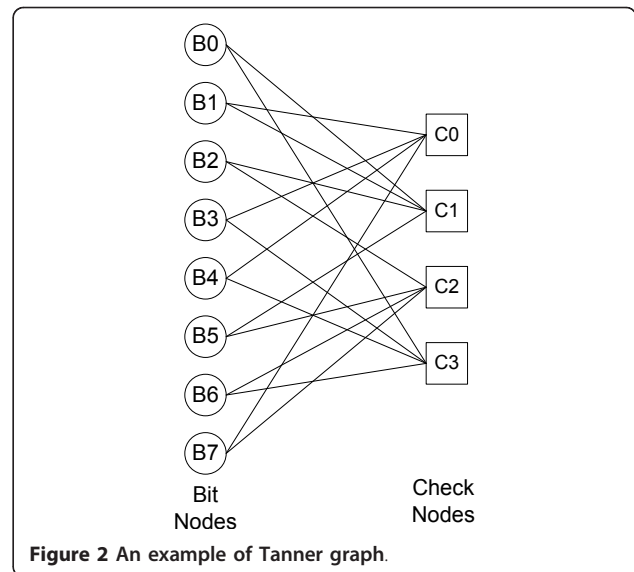 B0
B1
B2
B3
B4
B5
B6
B7
Bit
Nodes
C0
C1
C2
C3
Check
Nodes
Figure 2 An example of Tanner graph.